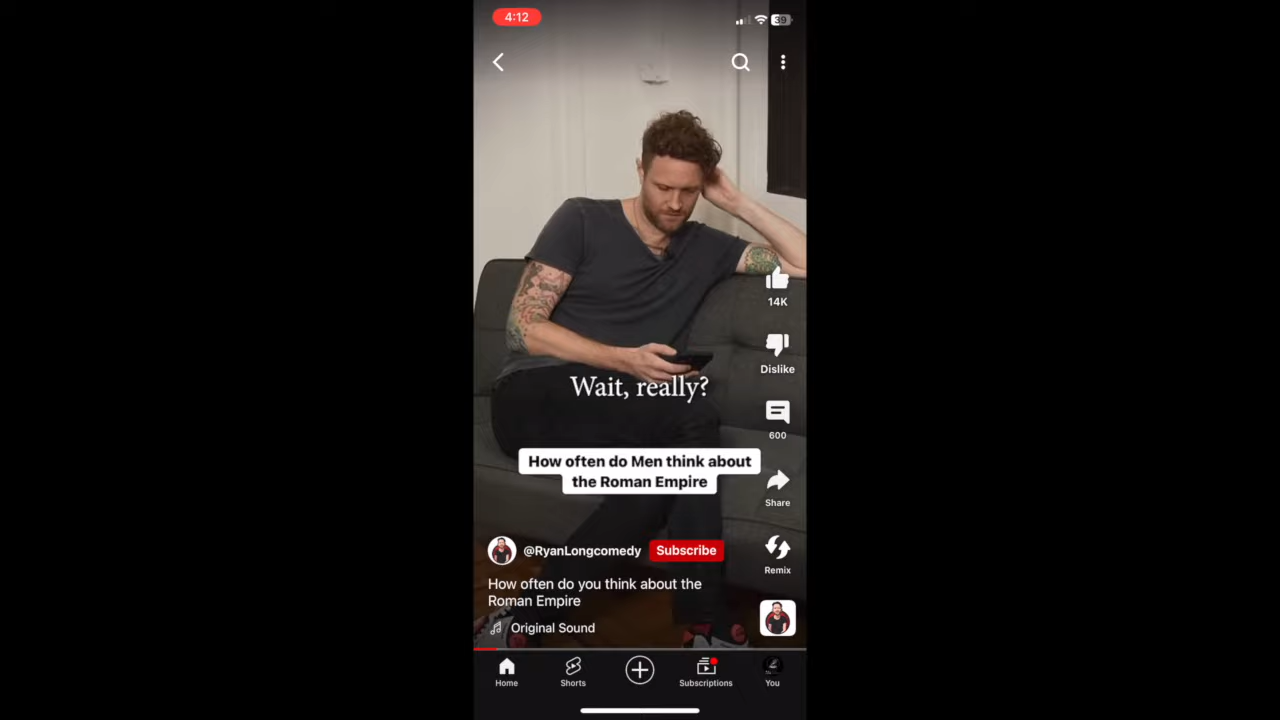 4:12
39
14K
Dislike
Wait, really?
600
How often do Men think about
the Roman Empire
Share
@RyanLongcomedy
Subscribe
Remix
How often do you think about the
Roman Empire
Original Sound
Home
Shorts
Subscriptions
You